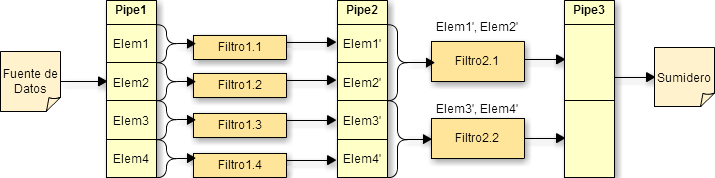 Pipe1
Pipe2
Pipe3
Fuente de
Datos
Elem1
Elem2
Elem3
Elem4
Filtro1.1
Filtro1.2
Filtro1.3
Filtro1.4
Elem1'
Elem2'
Elem3'
Elem4'
Elem1', Elem2'
Filtro2.1
Elem3', Elem4'
Filtro2.2
Sumidero